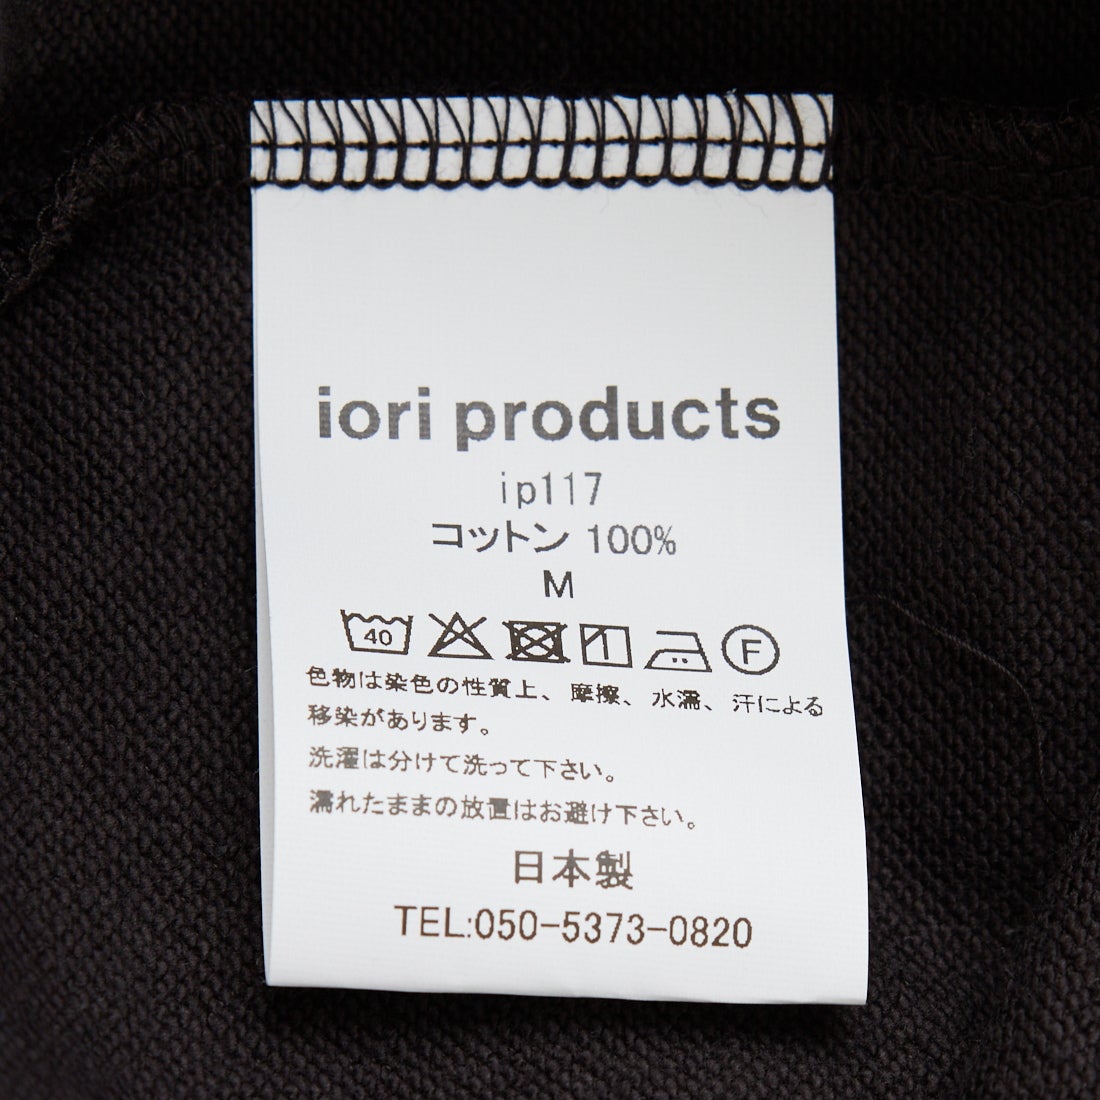 iori products
ip117
コットン 100%
M
40
F
色物は染色の性質上、摩擦、水濡、汗による
移染があります。
洗濯は分けて洗って下さい。
濡れたままの放置はお避け下さい。
日本製
TEL:050-5373-0820